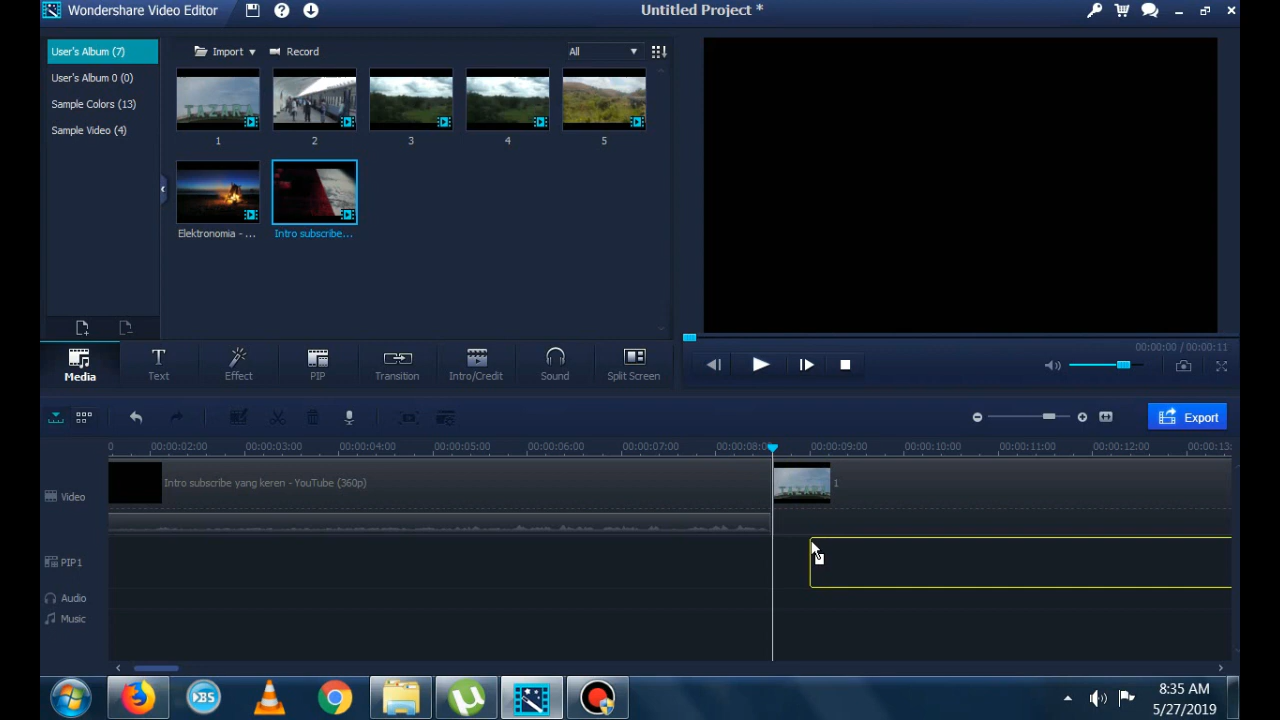 Wondershare Video Editor
Untitled Project *
User's Album (7)
User's Album 0 (0)
Sample Colors (13)
Sample Video (4)
Import
Record
All
1
2
3
4
5
Elektronomia - ...
Intro subscribe...
00:00:00 / 00:00:11
Media
Text
Effect
PIP
Transition
Intro/Credit
Sound
Split Screen
Export
0 00:00:02:00 00:00:03:00 00:00:04:00 00:00:05:00 00:00:06:00 00:00:07:00 00:00:08:0 00:00:09:00 00:00:10:00 00:00:11:00 00:00:12:00 00:00:13:
Video
Intro subscribe yang keren - YouTube (360p)
1
PIP1
Audio
Music
BS
8:35 AM
5/27/2019